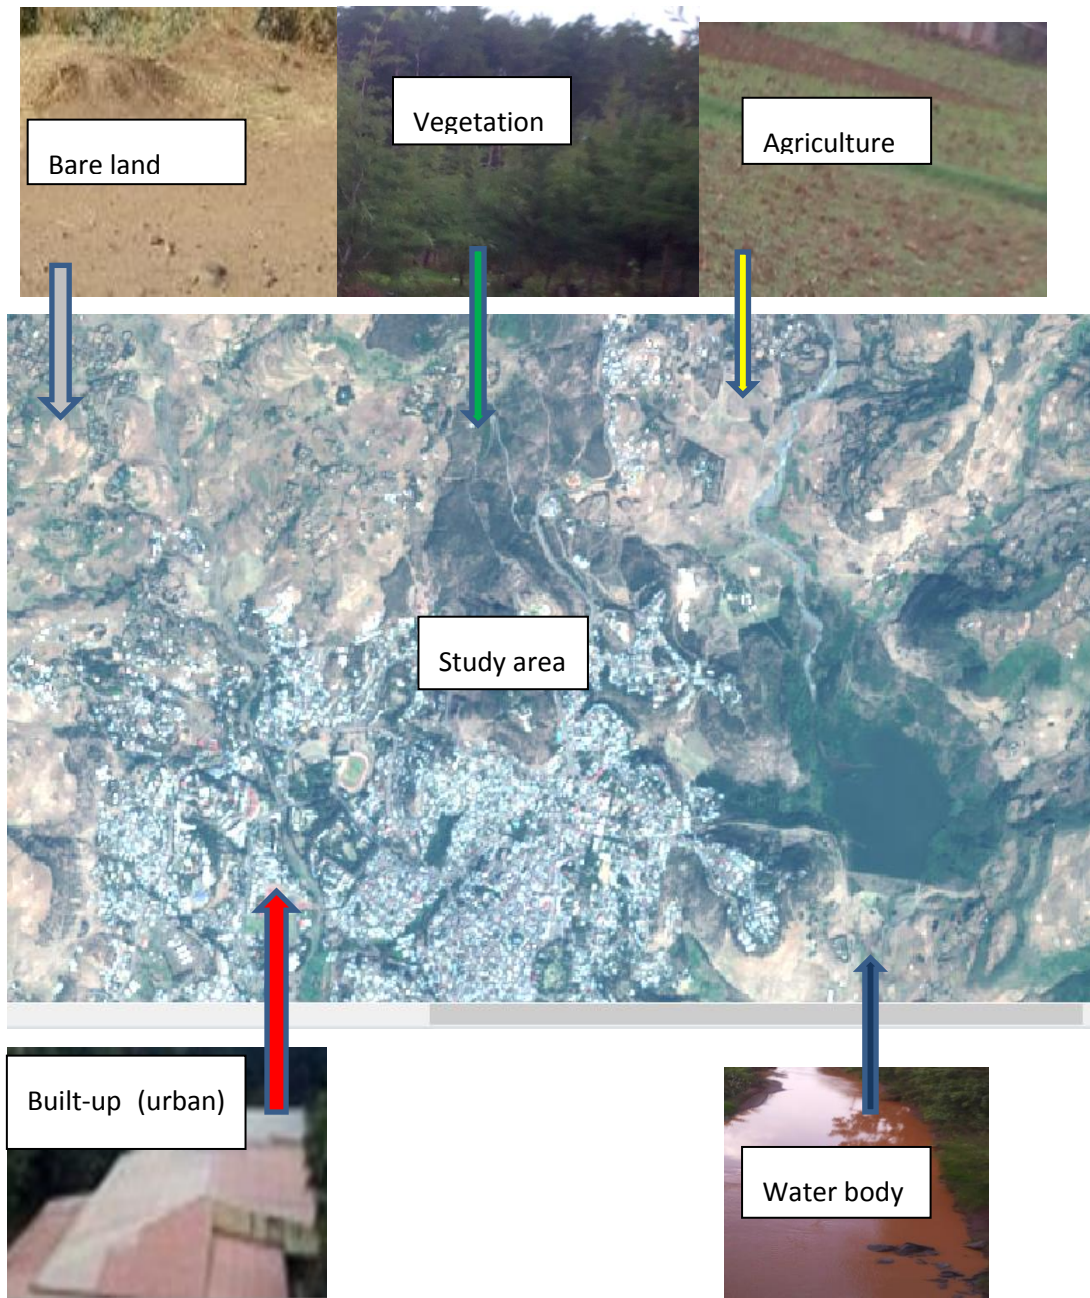 Bare land
Vegetation
Agriculture
Study area
Built-up (urban)
Water body